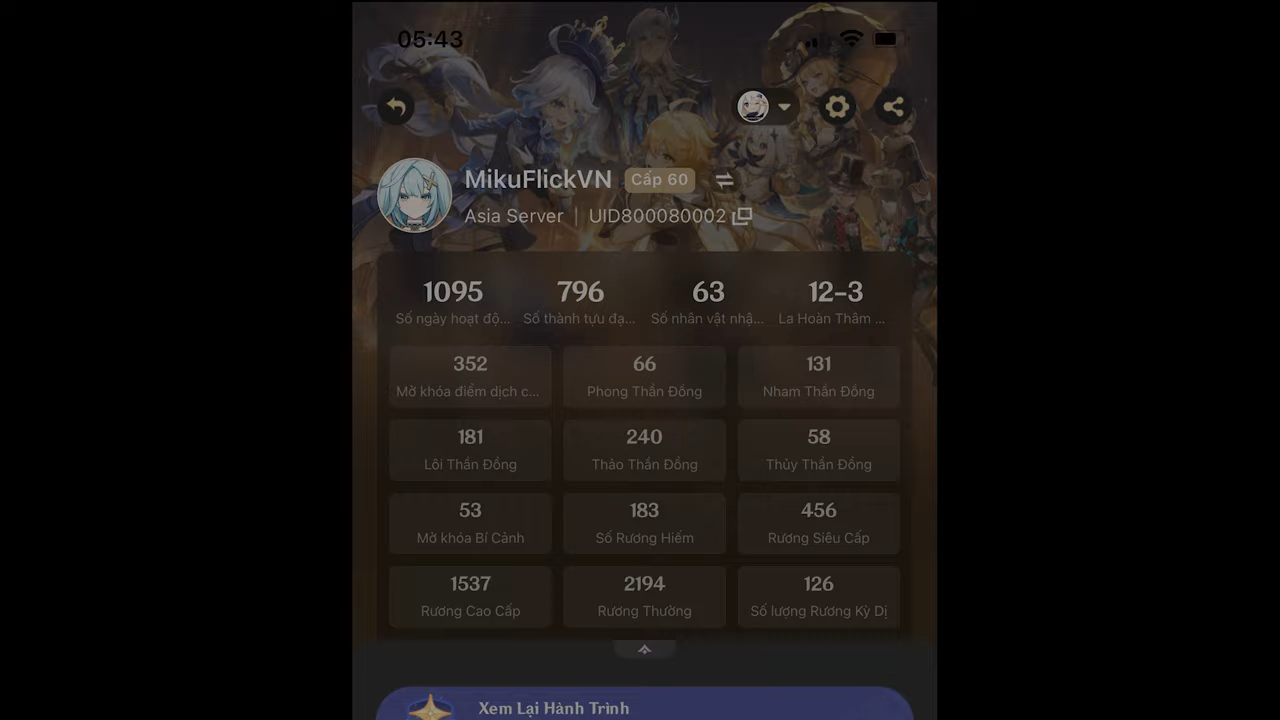 05:43
MikuFlickVN Cấp 60
Asia Server | UID800080002
1095 796 63 12-3
Số ngày hoạt độ... Số thành tựu đạ... Số nhân vật nhậ... La Hoàn Thâm ...
352 66 131
Mở khóa điểm dịch c... Phong Thần Đồng Nham Thần Đồng
181 240 58
Lôi Thần Đồng Thảo Thần Đồng Thủy Thần Đồng
53 183 456
Mở khóa Bí Cảnh Số Rương Hiếm Rương Siêu Cấp
1537 2194 126
Rương Cao Cấp Rương Thường Số lượng Rương Kỳ Dị
Xem Lại Hành Trình